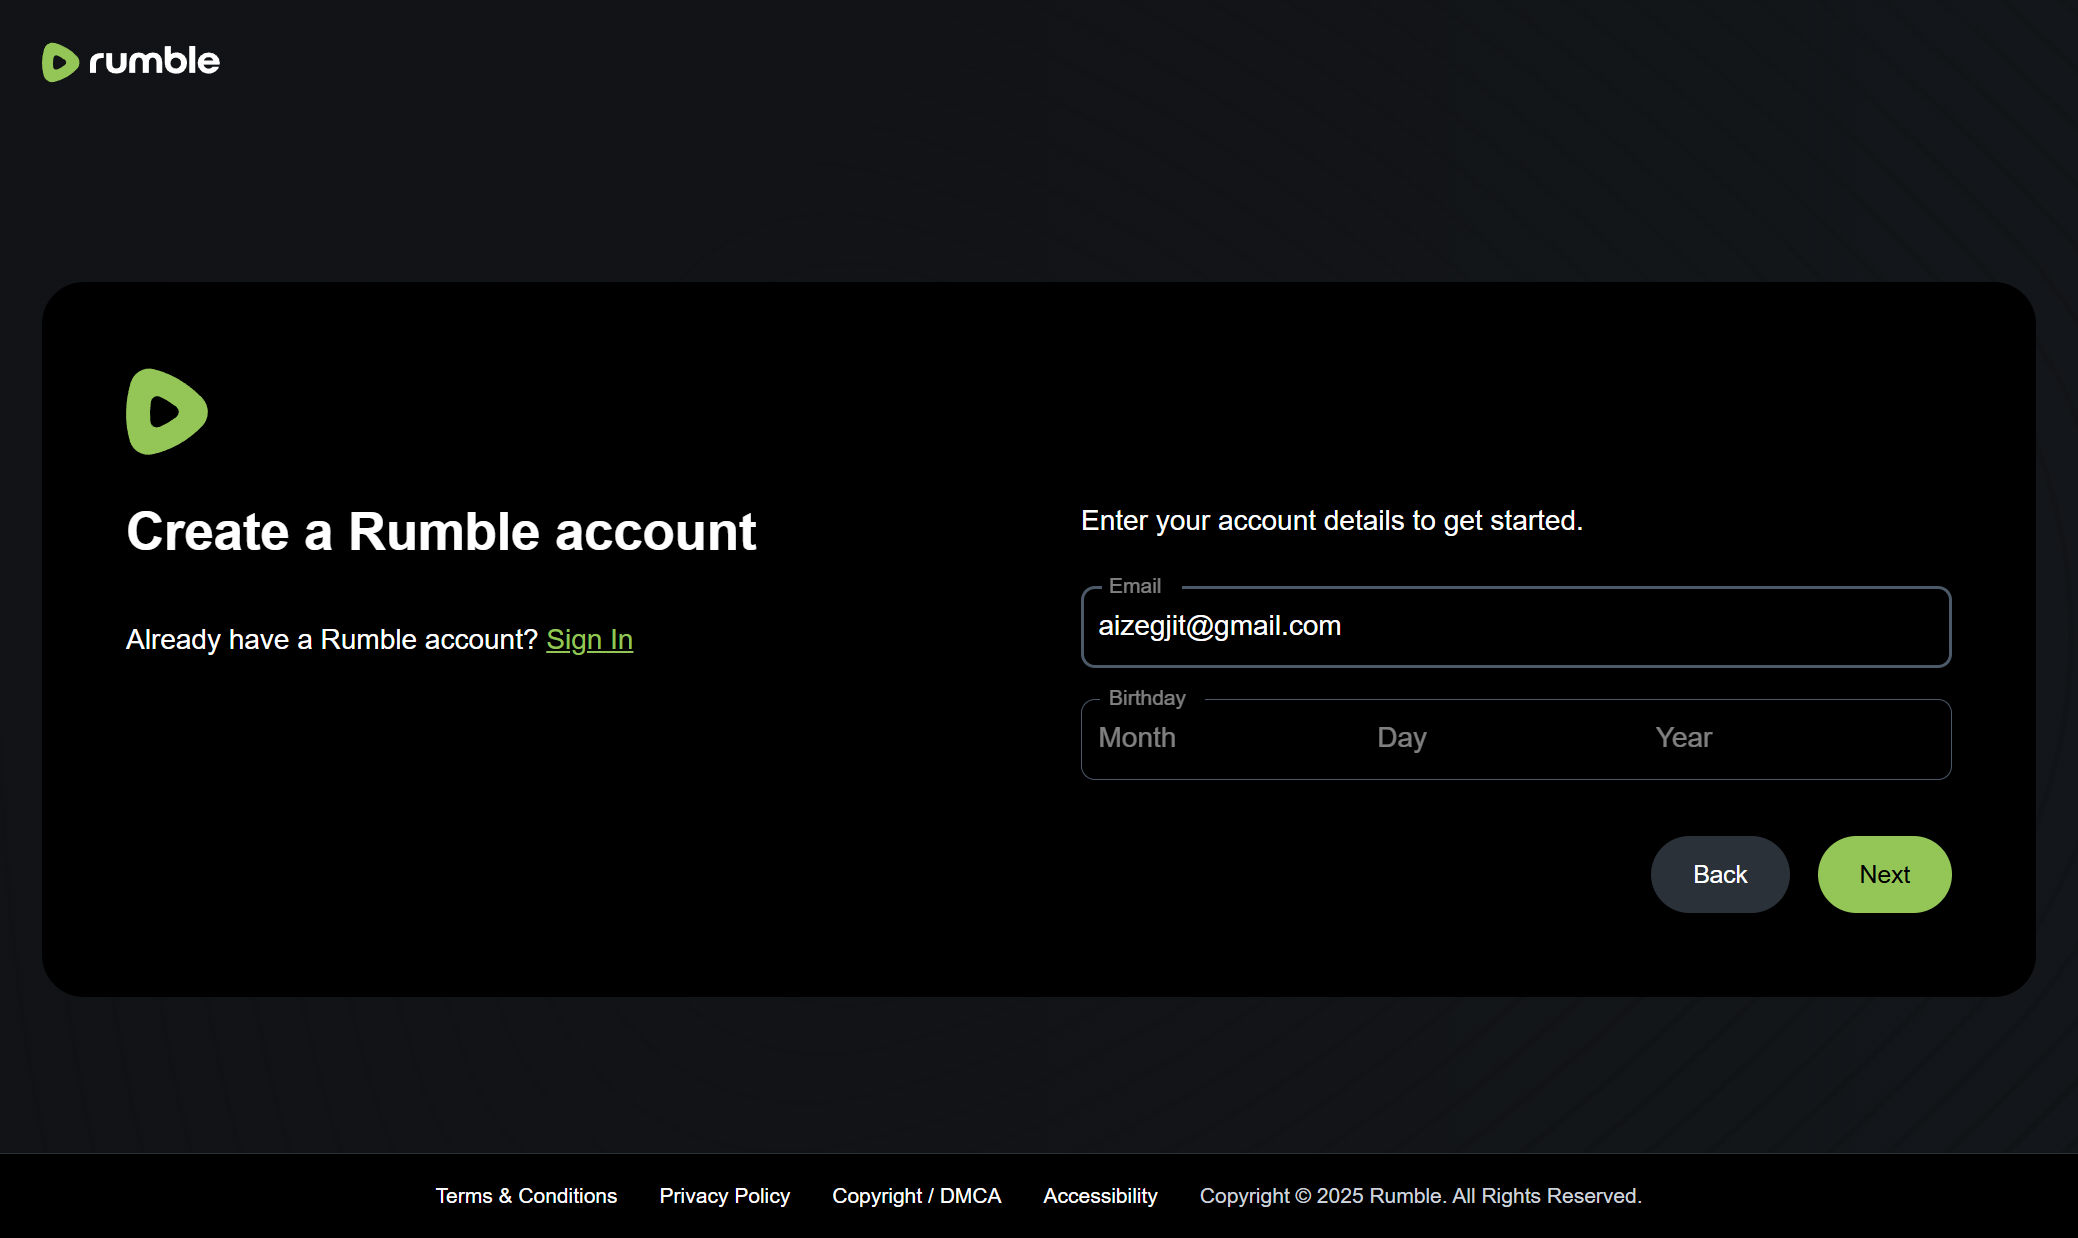 rumble
Create a Rumble account
Already have a Rumble account? Sign In
Enter your account details to get started.
Email
aizegjit@gmail.com
Birthday
Month Day Year
Back Next
Terms & Conditions Privacy Policy Copyright / DMCA Accessibility Copyright © 2025 Rumble. All Rights Reserved.